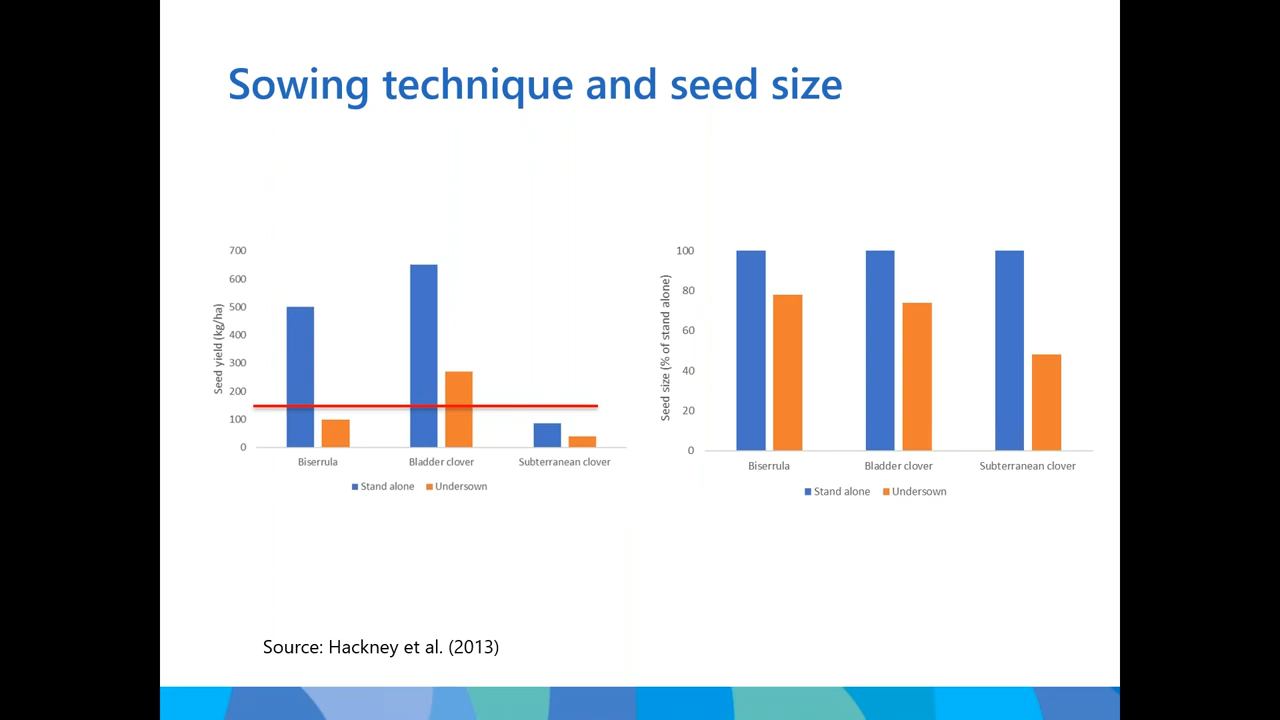 Sowing technique and seed size
Seed yield (kg/ha)
700
600
500
400
300
200
100
0
Biserrula Bladder clover Subterranean clover
Stand alone Undersown
Seed size (% of stand alone)
100
80
60
40
20
0
Biserrula Bladder clover Subterranean clover
Stand alone Undersown
Source: Hackney et al. (2013)